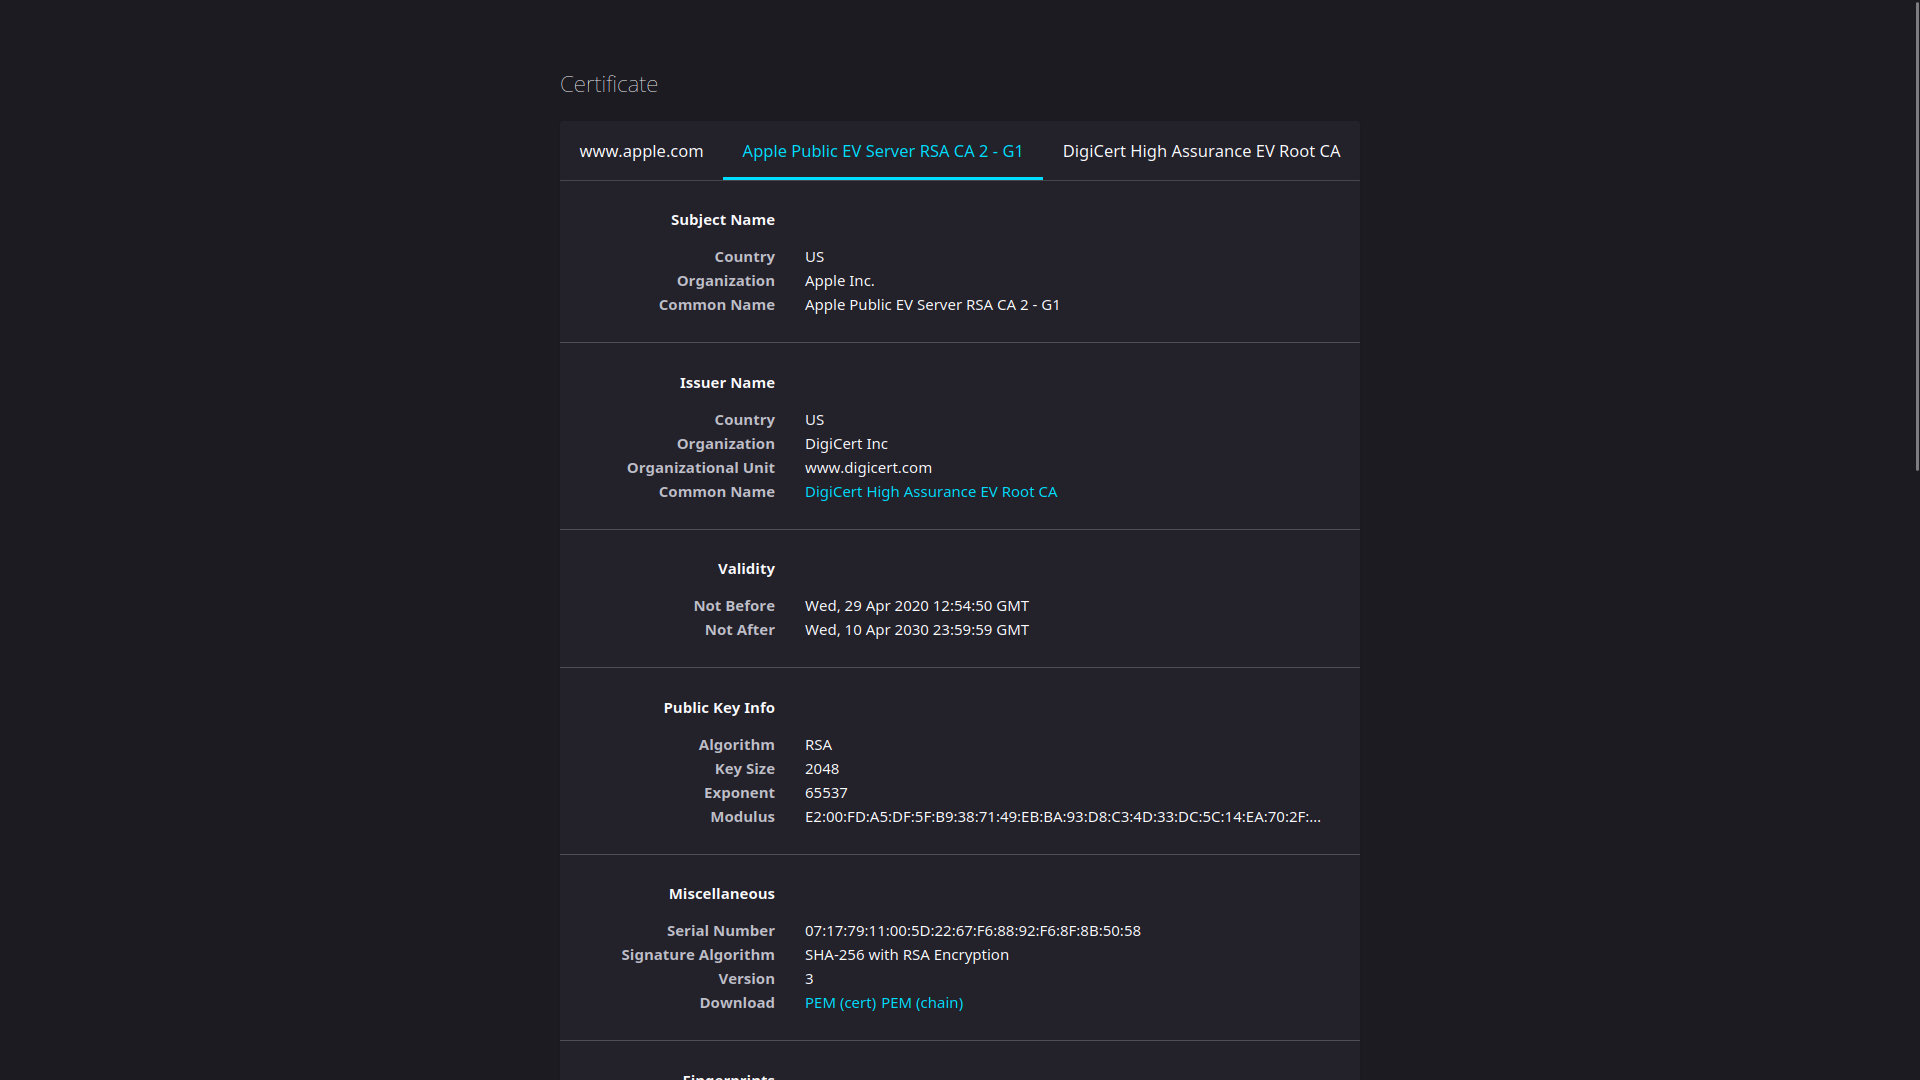 Certificate
www.apple.com Apple Public EV Server RSA CA 2 - G1 DigiCert High Assurance EV Root CA
Subject Name
Country US
Organization Apple Inc.
Common Name Apple Public EV Server RSA CA 2 - G1
Issuer Name
Country US
Organization DigiCert Inc
Organizational Unit www.digicert.com
Common Name DigiCert High Assurance EV Root CA
Validity
Not Before Wed, 29 Apr 2020 12:54:50 GMT
Not After Wed, 10 Apr 2030 23:59:59 GMT
Public Key Info
Algorithm RSA
Key Size 2048
Exponent 65537
Modulus E2:00:FD:A5:DF:5F:B9:38:71:49:EB:BA:93:D8:C3:4D:33:DC:5C:14:EA:70:2F:...
Miscellaneous
Serial Number 07:17:79:11:00:5D:22:67:F6:88:92:F6:8F:8B:50:58
Signature Algorithm SHA-256 with RSA Encryption
Version 3
Download PEM (cert) PEM (chain)
Fingerprints